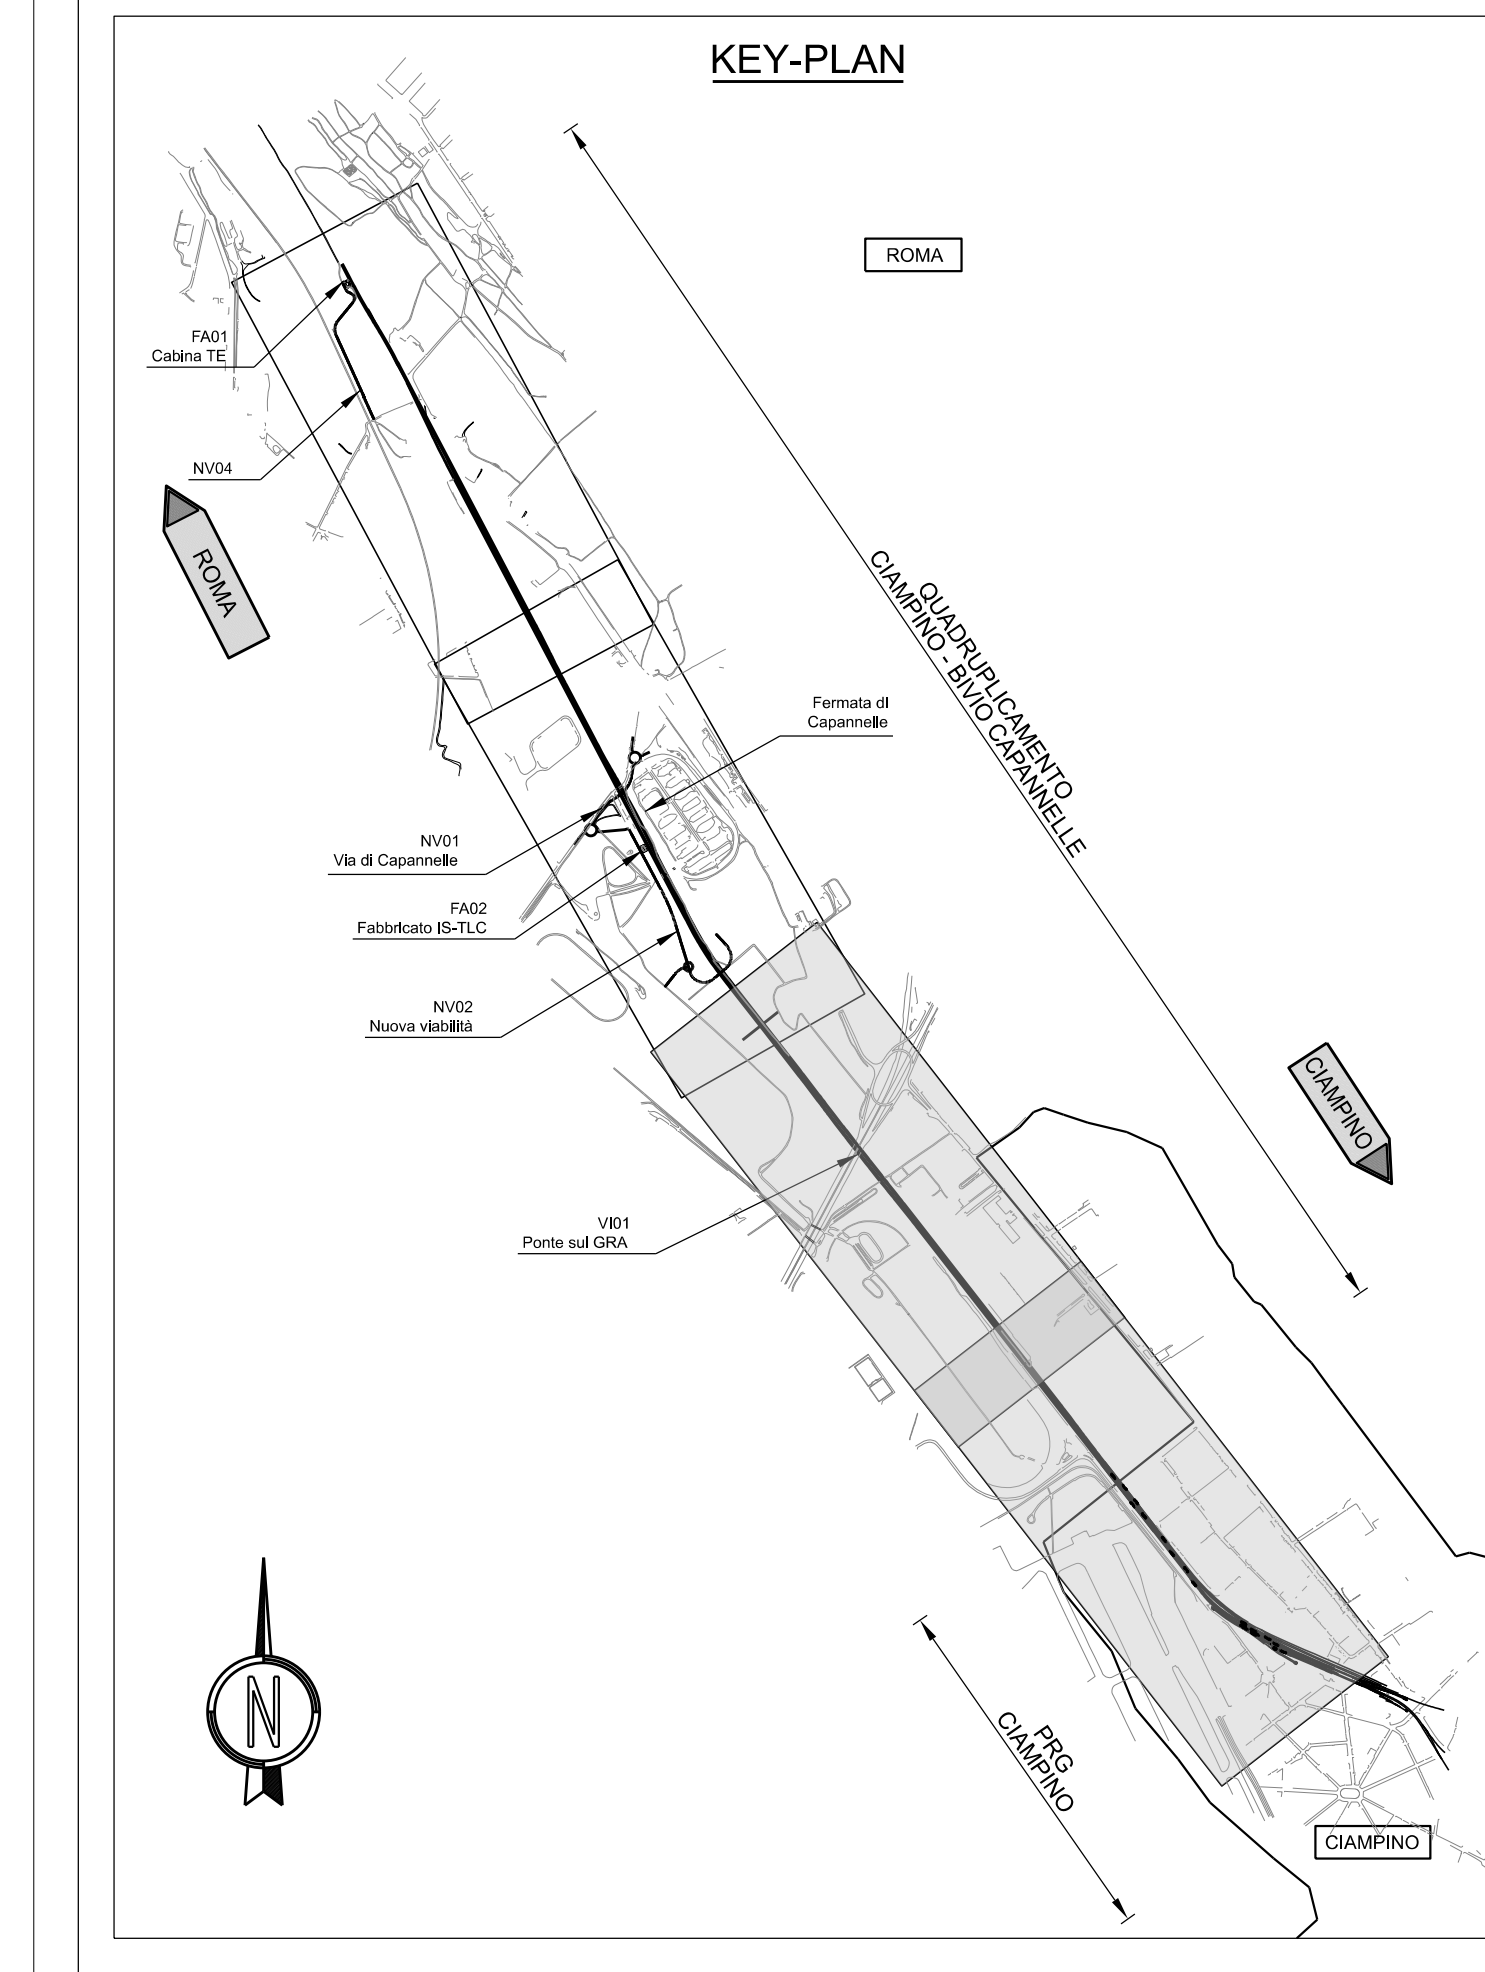 KEY-PLAN
ROMA
FA01
Cabina TE
NV04
ROMA
QUADRUPLICAMENTO
CIAMPINO - BIVIO CAPANNELLE
Fermata di
Capannelle
NV01
Via di Capannelle
FA02
Fabbricato IS-TLC
NV02
Nuova viabilità
CIAMPINO
VI01
Ponte sul GRA
N
PRG
CIAMPINO
CIAMPINO